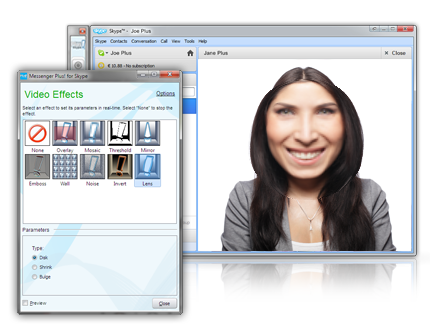 Skype™ - Joe Plus
Skype Contacts Conversation Call View Tools Help
Joe Plus
Jane Plus
× Close
€ 10.00 - No subscription
Messenger Plus! for Skype
Video Effects
Options
Select an effect to set its parameters in real-time. Select "None" to stop the
effect.
None Overlay Mosaic Threshold Mirror
Emboss Wall Noise Invert Lens
Parameters
Type:
Disk
Shrink
Bulge
Preview
Close